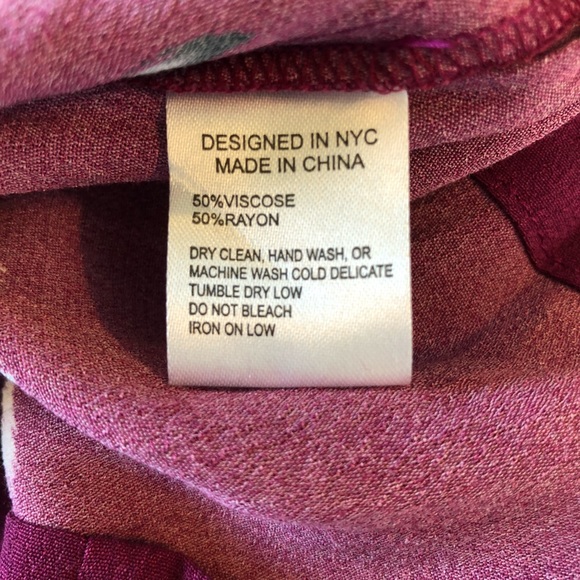 DESIGNED IN NYC
MADE IN CHINA
50%VISCOSE
50%RAYON
DRY CLEAN, HAND WASH, OR
MACHINE WASH COLD DELICATE
TUMBLE DRY LOW
DO NOT BLEACH
IRON ON LOW